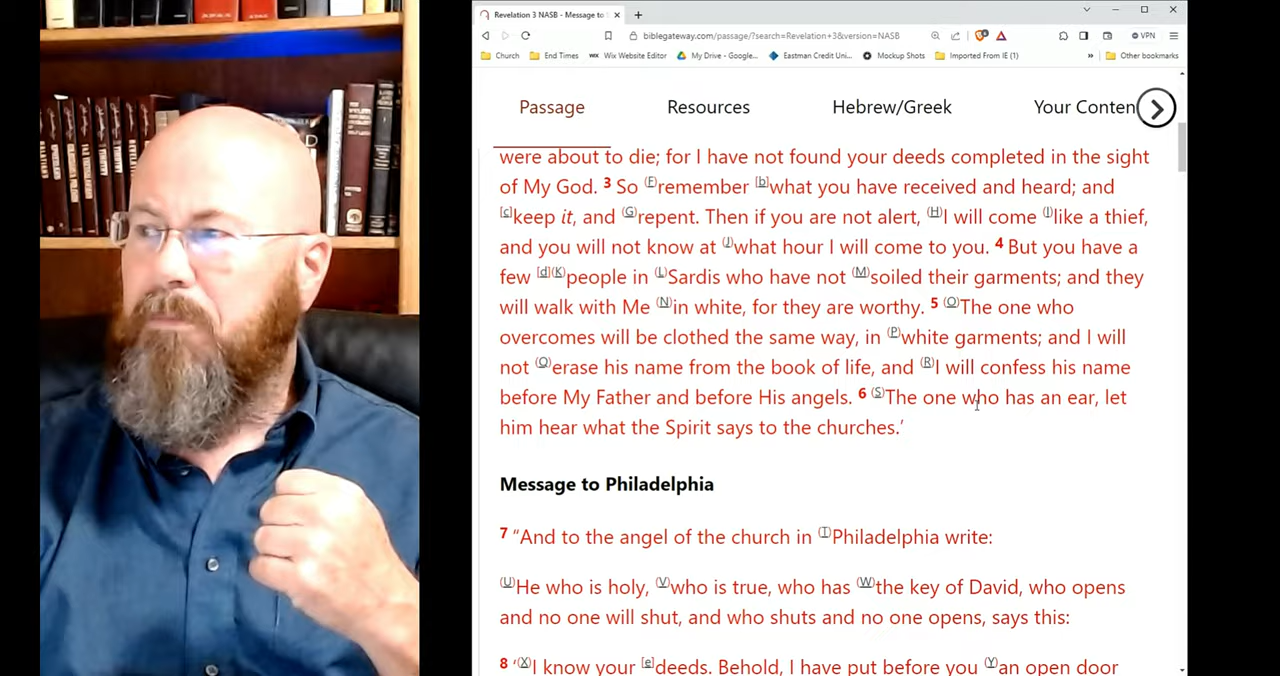 Revelation 3 NASB - Message to
biblegateway.com/passage/?search=Revelation+3&version=NASB
VPN
Church End Times Wix Website Editor My Drive - Google... Eastman Credit Uni... Mockup Shots Imported From IE (1) » Other bookmarks
Passage Resources Hebrew/Greek Your Conten
were about to die; for I have not found your deeds completed in the sight
of My God. 3 So (F)remember [b]what you have received and heard; and
[c]keep it, and (G)repent. Then if you are not alert, (H)I will come (I)like a thief,
and you will not know at (J)what hour I will come to you. 4 But you have a
few [d](K)people in (L)Sardis who have not (M)soiled their garments; and they
will walk with Me (N)in white, for they are worthy. 5 (O)The one who
overcomes will be clothed the same way, in (P)white garments; and I will
not (Q)erase his name from the book of life, and (R)I will confess his name
before My Father and before His angels. 6 (S)The one who has an ear, let
him hear what the Spirit says to the churches.’
Message to Philadelphia
7 “And to the angel of the church in (T)Philadelphia write:
(U)He who is holy, (V)who is true, who has (W)the key of David, who opens
and no one will shut, and who shuts and no one opens, says this:
8 ‘(X)I know your [e]deeds. Behold, I have put before you (Y)an open door